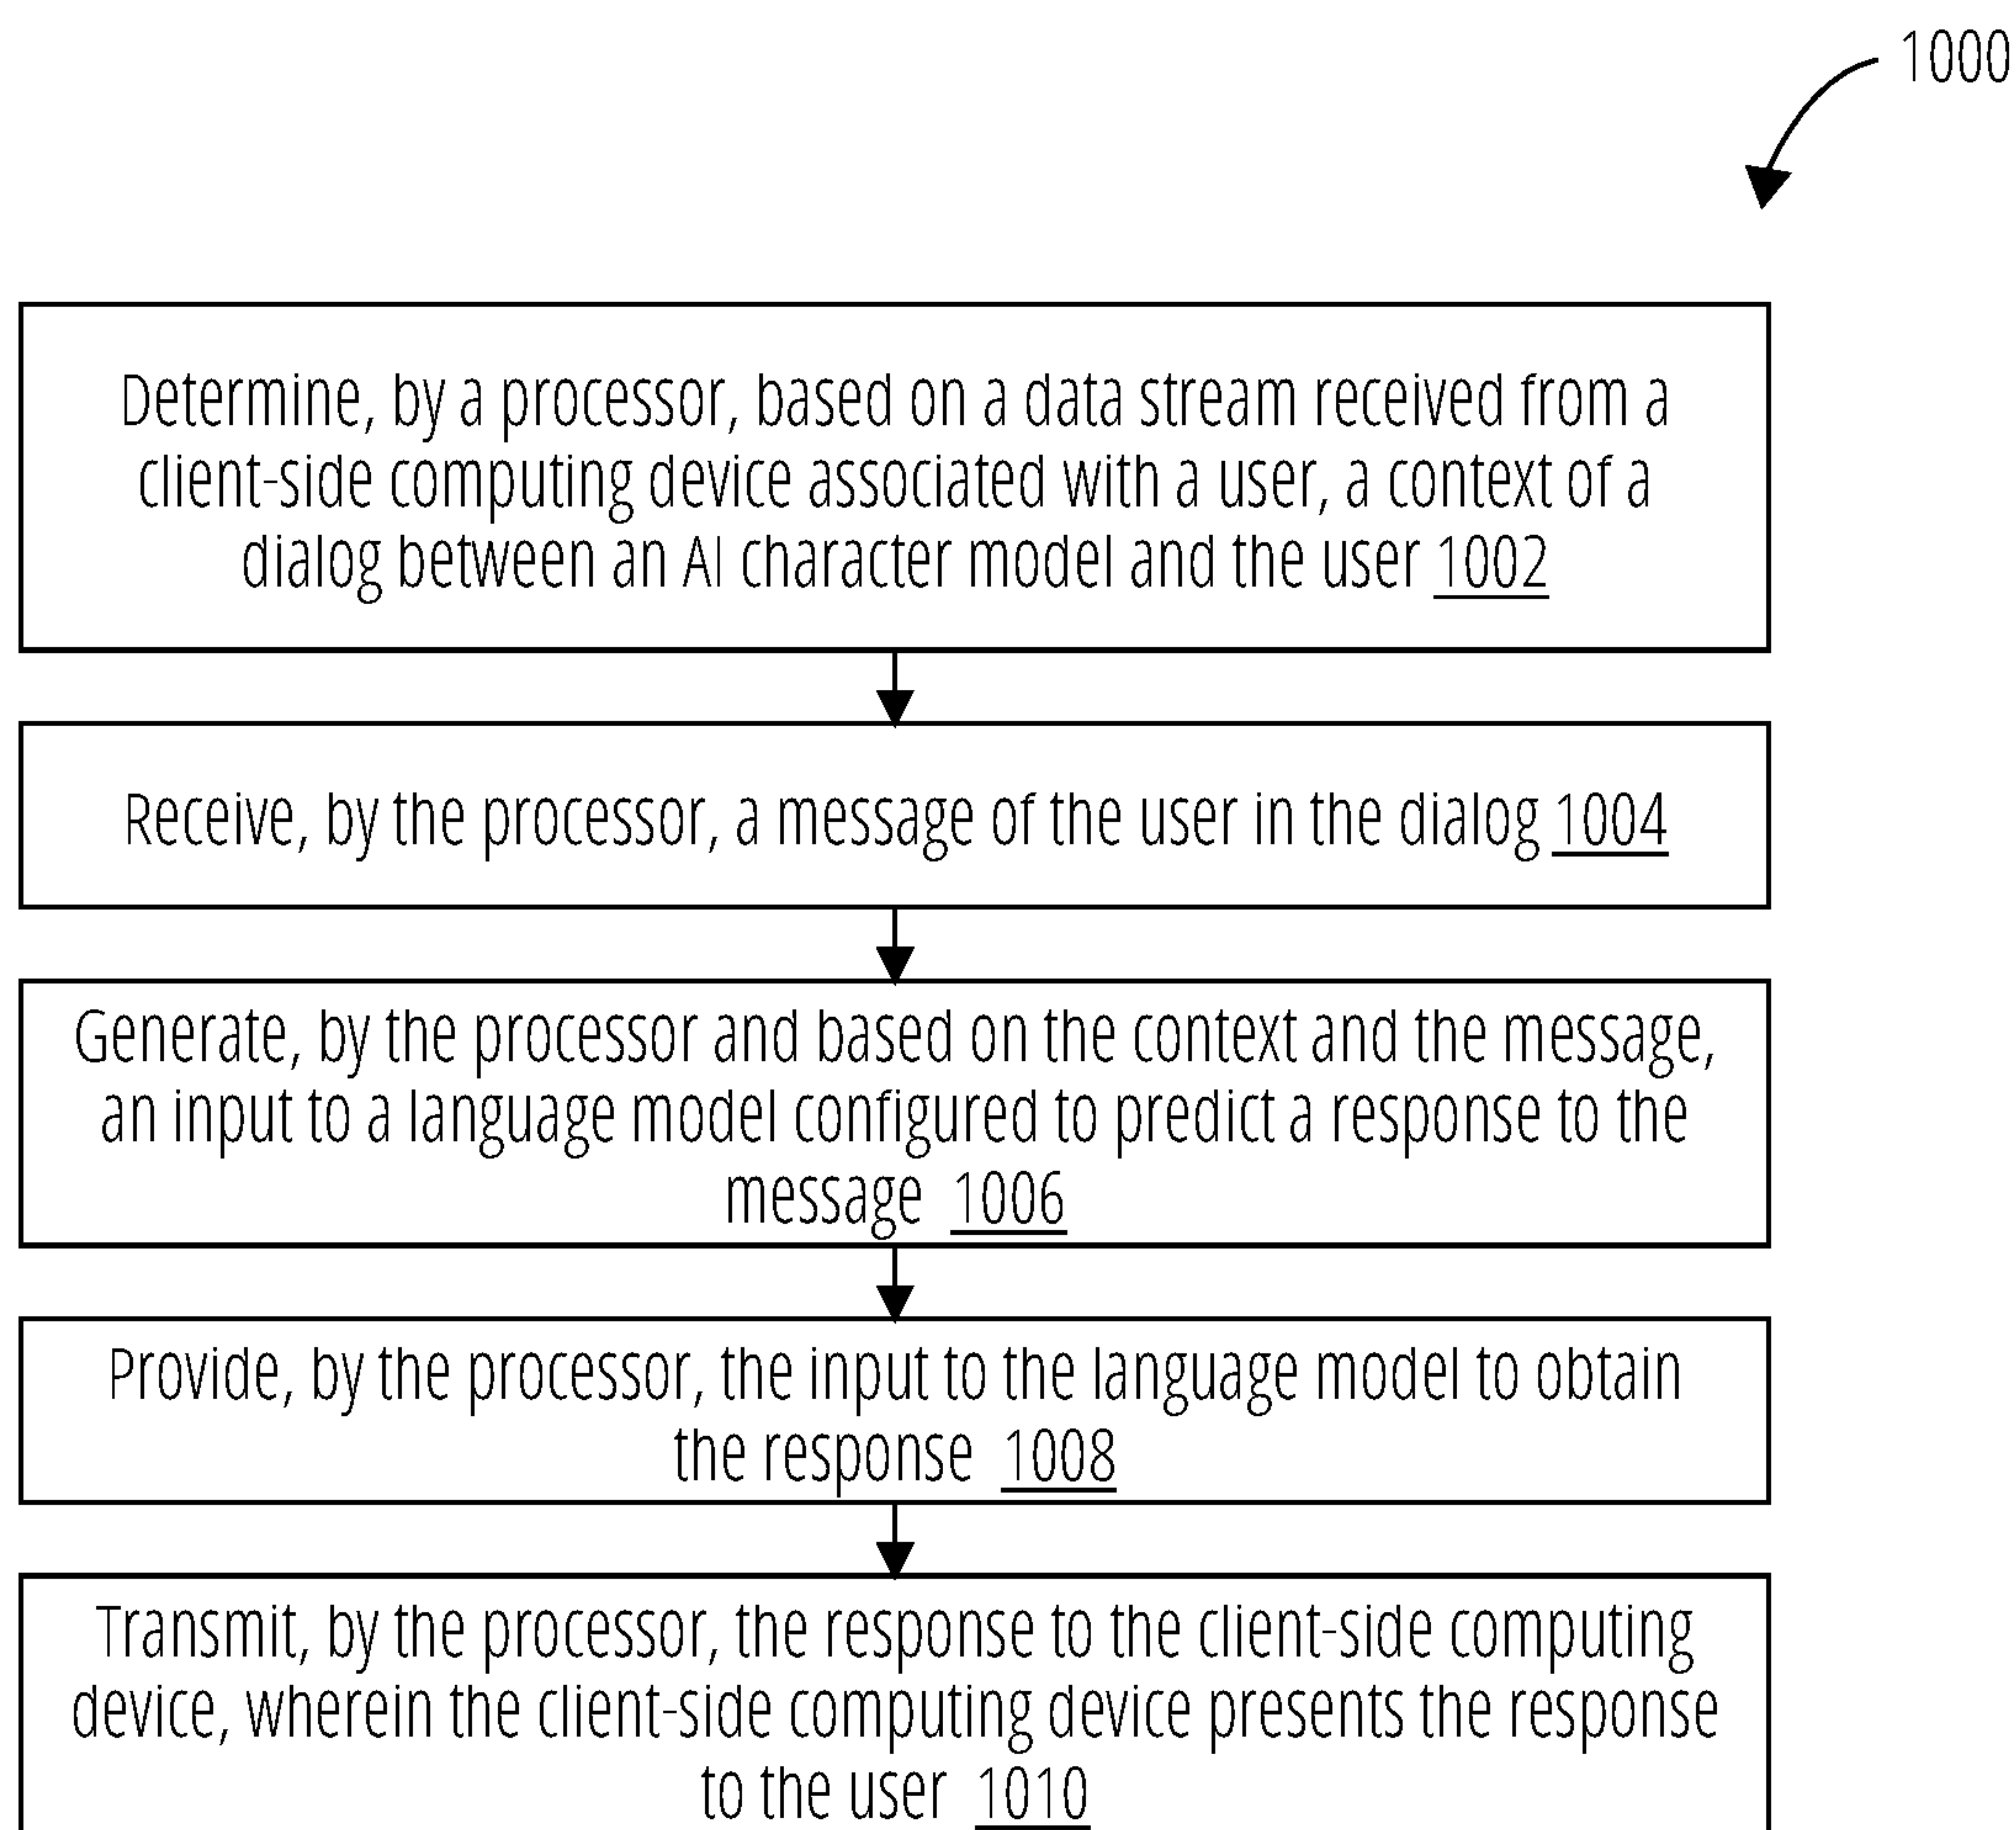 1000
Determine, by a processor, based on a data stream received from a
client-side computing device associated with a user, a context of a
dialog between an AI character model and the user 1002
Receive, by the processor, a message of the user in the dialog 1004
Generate, by the processor and based on the context and the message,
an input to a language model configured to predict a response to the
message 1006
Provide, by the processor, the input to the language model to obtain
the response 1008
Transmit, by the processor, the response to the client-side computing
device, wherein the client-side computing device presents the response
to the user 1010